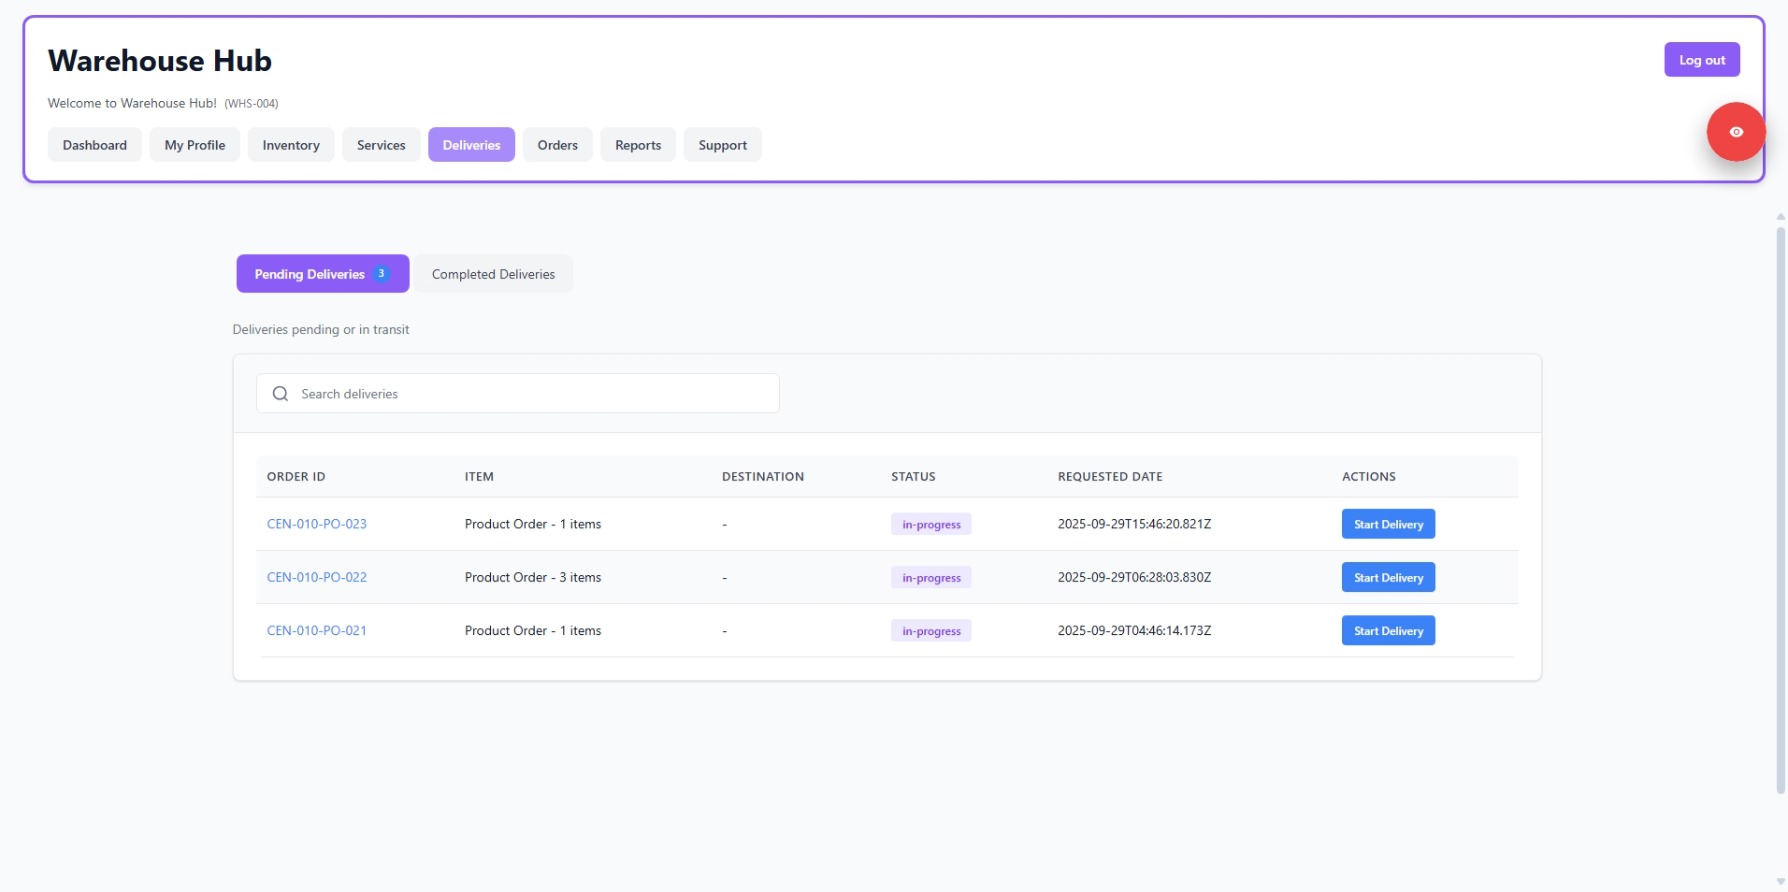 Warehouse Hub
Log out
Welcome to Warehouse Hub! (WHS-004)
Dashboard My Profile Inventory Services Deliveries Orders Reports Support
Pending Deliveries 3 Completed Deliveries
Deliveries pending or in transit
Search deliveries
ORDER ID ITEM DESTINATION STATUS REQUESTED DATE ACTIONS
CEN-010-PO-023 Product Order - 1 items - in-progress 2025-09-29T15:46:20.821Z Start Delivery
CEN-010-PO-022 Product Order - 3 items - in-progress 2025-09-29T06:28:03.830Z Start Delivery
CEN-010-PO-021 Product Order - 1 items - in-progress 2025-09-29T04:46:14.173Z Start Delivery